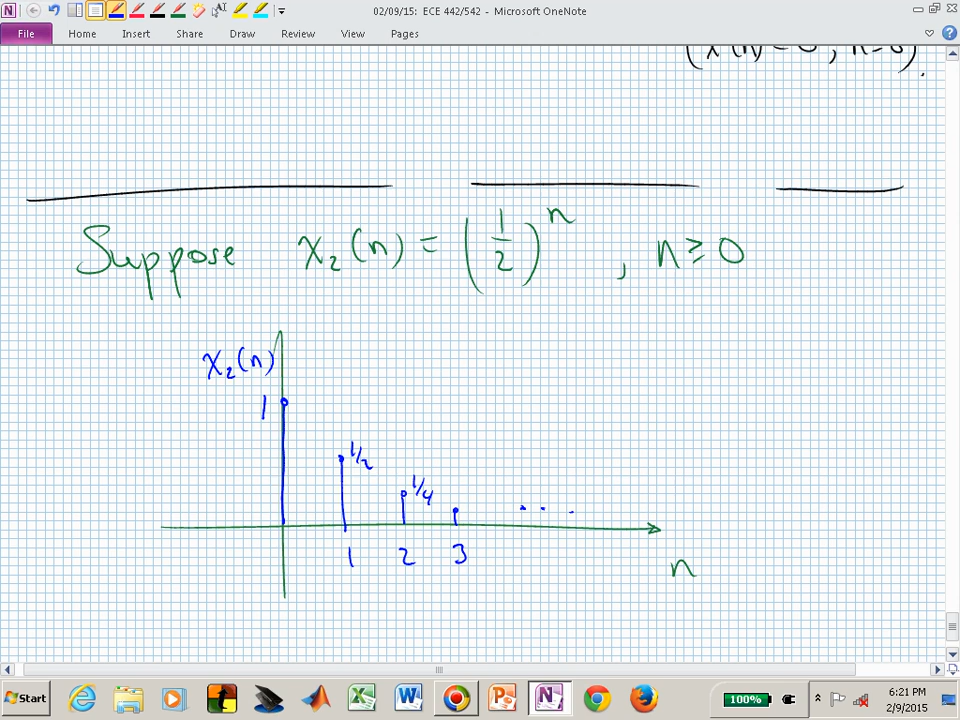 02/09/15: ECE 442/542 - Microsoft OneNote
File Home Insert Share Draw Review View Pages
Suppose x₂(n) = (1/2)ⁿ , n ≥ 0
x₂(n)
1
1/2
1/4
1 2 3
n
Start
100%
6:21 PM
2/9/2015